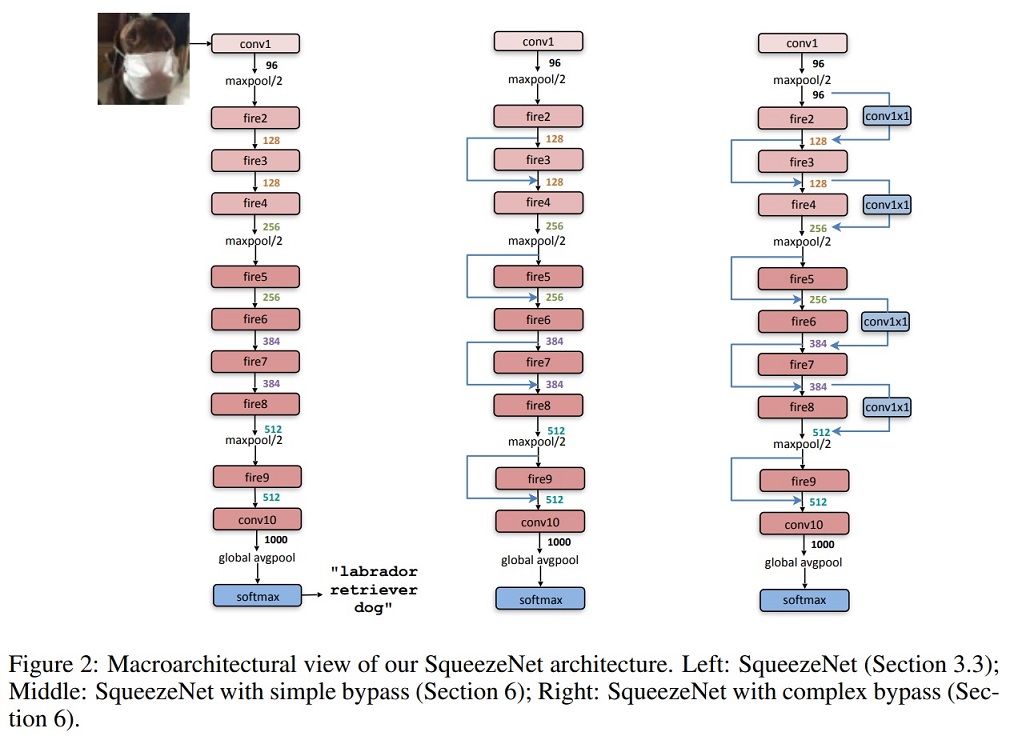 conv1
96
maxpool/2
fire2
128
fire3
128
fire4
256
maxpool/2
fire5
256
fire6
384
fire7
384
fire8
512
maxpool/2
fire9
512
conv10
1000
global avgpool
softmax
"labrador
retriever
dog"
conv1
96
maxpool/2
fire2
128
fire3
128
fire4
256
maxpool/2
fire5
256
fire6
384
fire7
384
fire8
512
maxpool/2
fire9
512
conv10
1000
global avgpool
softmax
conv1
96
maxpool/2
96
fire2
conv1x1
128
fire3
128
fire4
conv1x1
256
maxpool/2
fire5
256
fire6
conv1x1
384
fire7
384
fire8
conv1x1
512
maxpool/2
fire9
512
conv10
1000
global avgpool
softmax
Figure 2: Macroarchitectural view of our SqueezeNet architecture. Left: SqueezeNet (Section 3.3);
Middle: SqueezeNet with simple bypass (Section 6); Right: SqueezeNet with complex bypass (Sec-
tion 6).